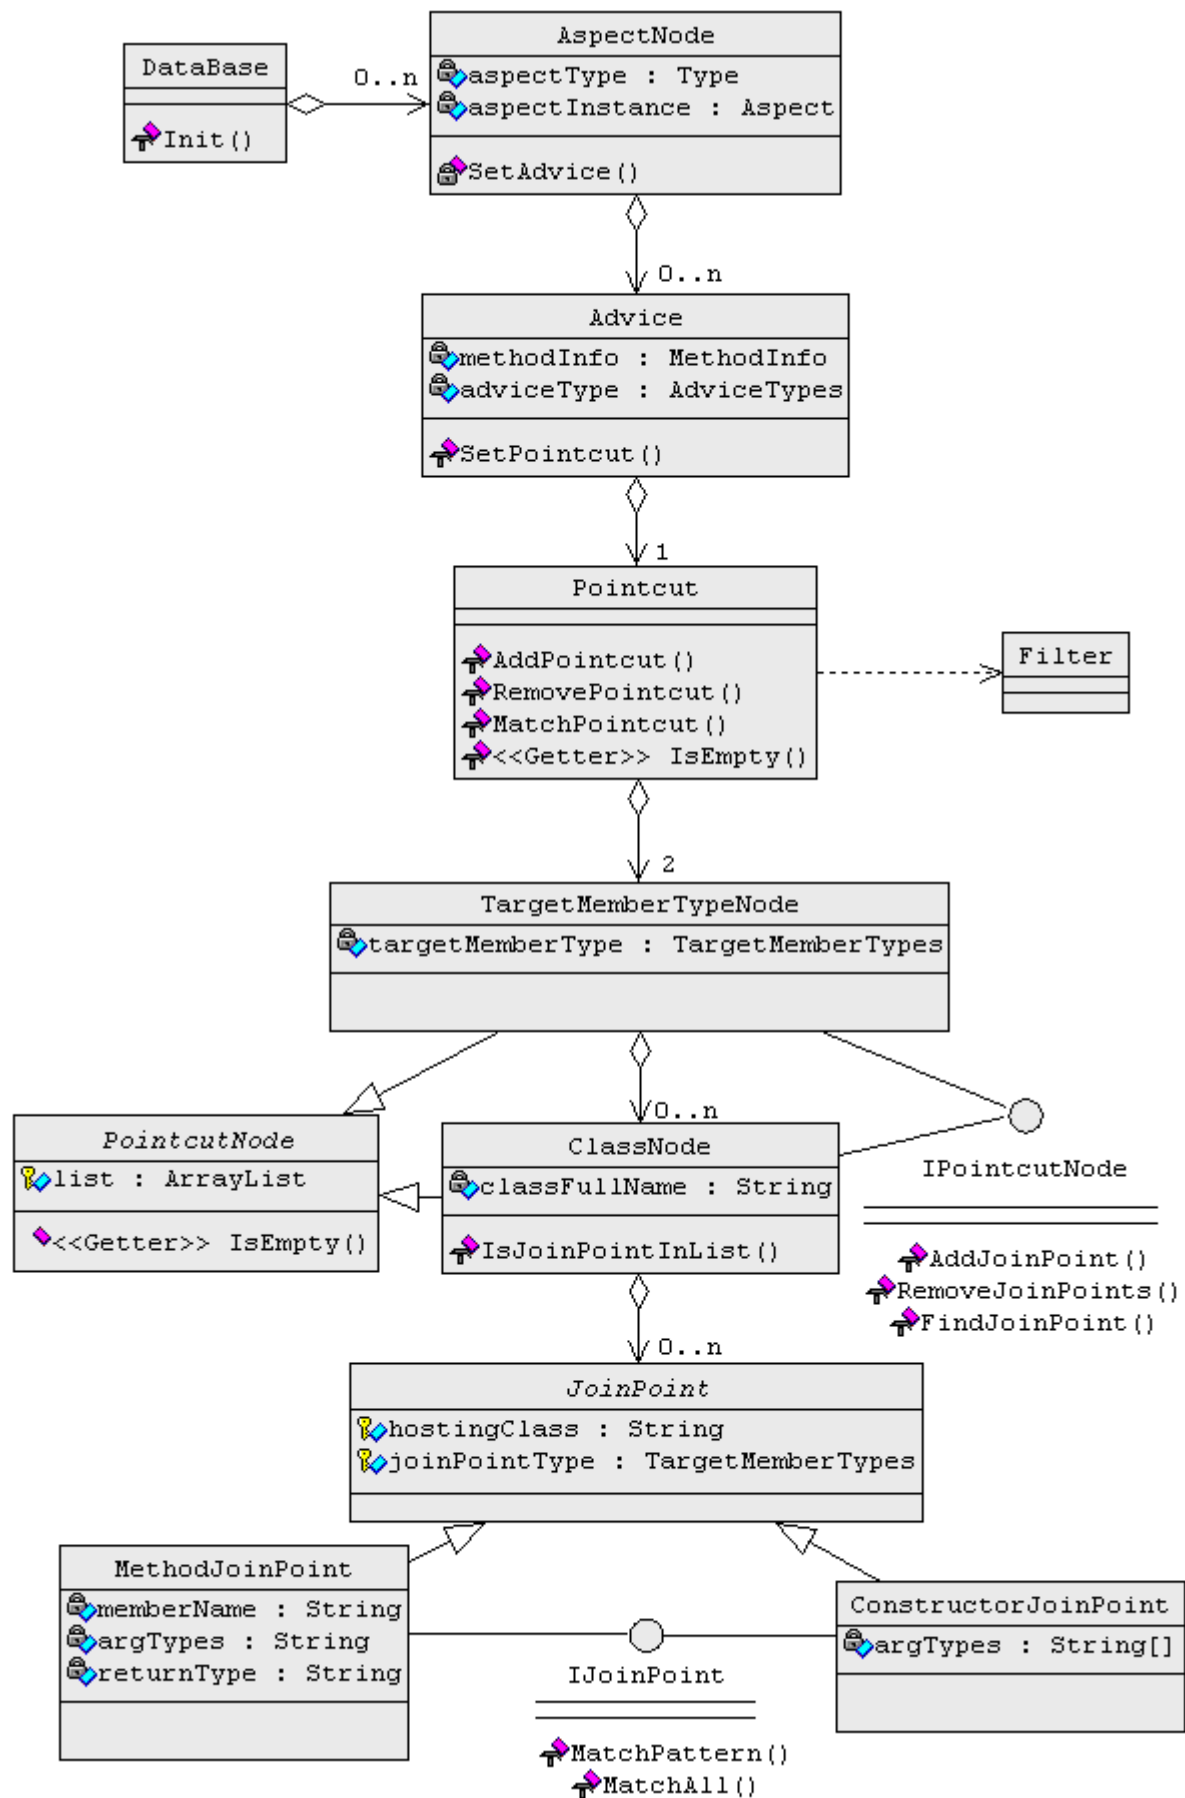 DataBase
Init()
0..n
AspectNode
aspectType : Type
aspectInstance : Aspect
SetAdvice()
0..n
Advice
methodInfo : MethodInfo
adviceType : AdviceTypes
SetPointcut()
1
Pointcut
AddPointcut()
RemovePointcut()
MatchPointcut()
<<Getter>> IsEmpty()
Filter
2
TargetMemberTypeNode
targetMemberType : TargetMemberTypes
0..n
PointcutNode
list : ArrayList
<<Getter>> IsEmpty()
ClassNode
classFullName : String
IsJoinPointInList()
IPointcutNode
AddJoinPoint()
RemoveJoinPoints()
FindJoinPoint()
0..n
JoinPoint
hostingClass : String
joinPointType : TargetMemberTypes
MethodJoinPoint
memberName : String
argTypes : String
returnType : String
IJoinPoint
MatchPattern()
MatchAll()
ConstructorJoinPoint
argTypes : String[]